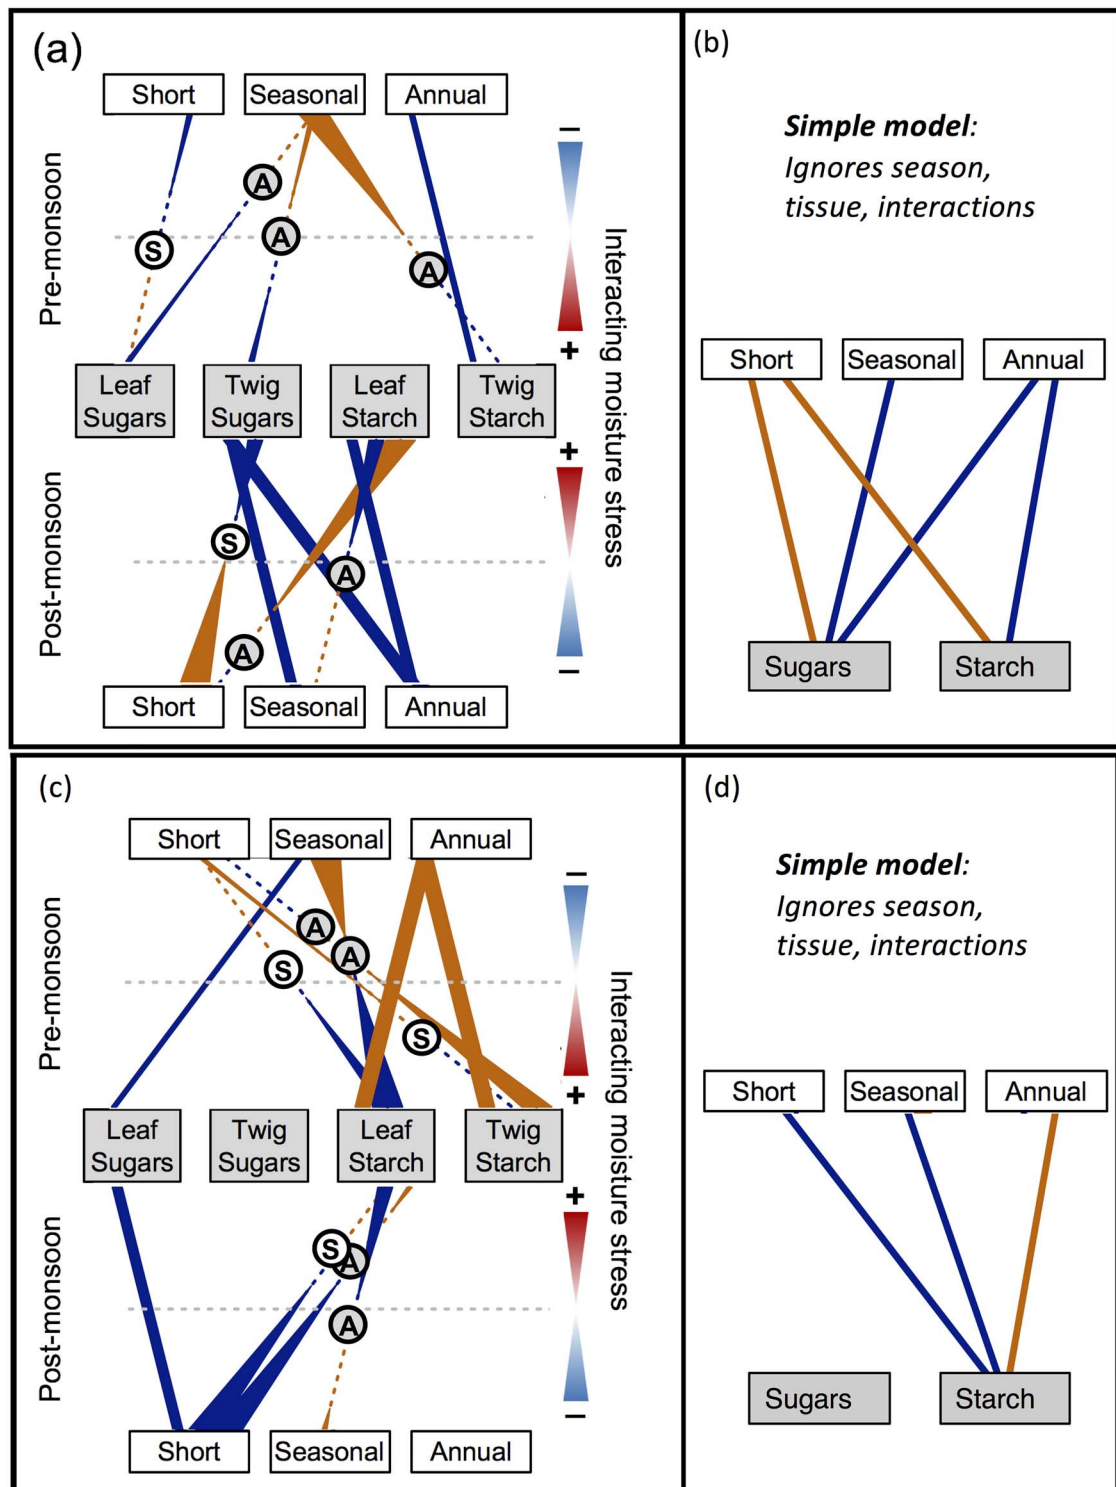 (a)
Short Seasonal Annual
Pre-monsoon
A
A
S
A
−
+
Interacting moisture stress
Leaf Sugars
Twig Sugars
Leaf Starch
Twig Starch
Post-monsoon
S
A
A
+
−
Short Seasonal Annual
(b)
Simple model:
Ignores season,
tissue, interactions
Short Seasonal Annual
Sugars Starch
(c)
Short Seasonal Annual
Pre-monsoon
A
A
S
S
−
+
Interacting moisture stress
Leaf Sugars
Twig Sugars
Leaf Starch
Twig Starch
Post-monsoon
S
A
A
+
−
Short Seasonal Annual
(d)
Simple model:
Ignores season,
tissue, interactions
Short Seasonal Annual
Sugars Starch